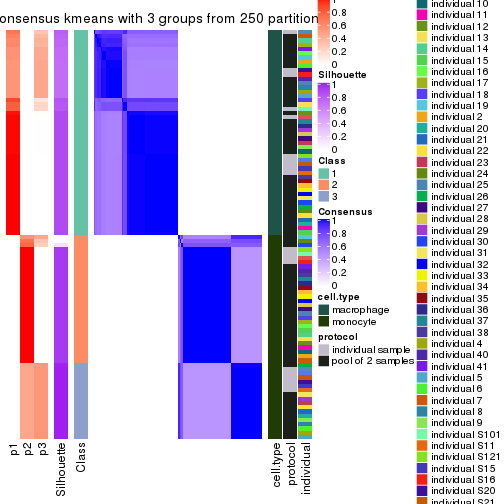 onsensus kmeans with 3 groups from 250 partition
p1
p2
p3
Silhouette
Class
cell.type
protocol
individual
0.8
0.6
0.4
0.2
0
Silhouette
1
0.8
0.6
0.4
0.2
0
Class
1
2
3
Consensus
1
0.8
0.6
0.4
0.2
0
cell.type
macrophage
monocyte
protocol
individual sample
pool of 2 samples
individual 10
individual 11
individual 12
individual 13
individual 14
individual 15
individual 16
individual 17
individual 18
individual 19
individual 2
individual 20
individual 21
individual 22
individual 23
individual 24
individual 25
individual 26
individual 27
individual 28
individual 29
individual 30
individual 31
individual 32
individual 33
individual 34
individual 35
individual 36
individual 37
individual 38
individual 4
individual 40
individual 41
individual 5
individual 6
individual 7
individual 8
individual 9
individual S101
individual S11
individual S121
individual S15
individual S16
individual S20
individual S21